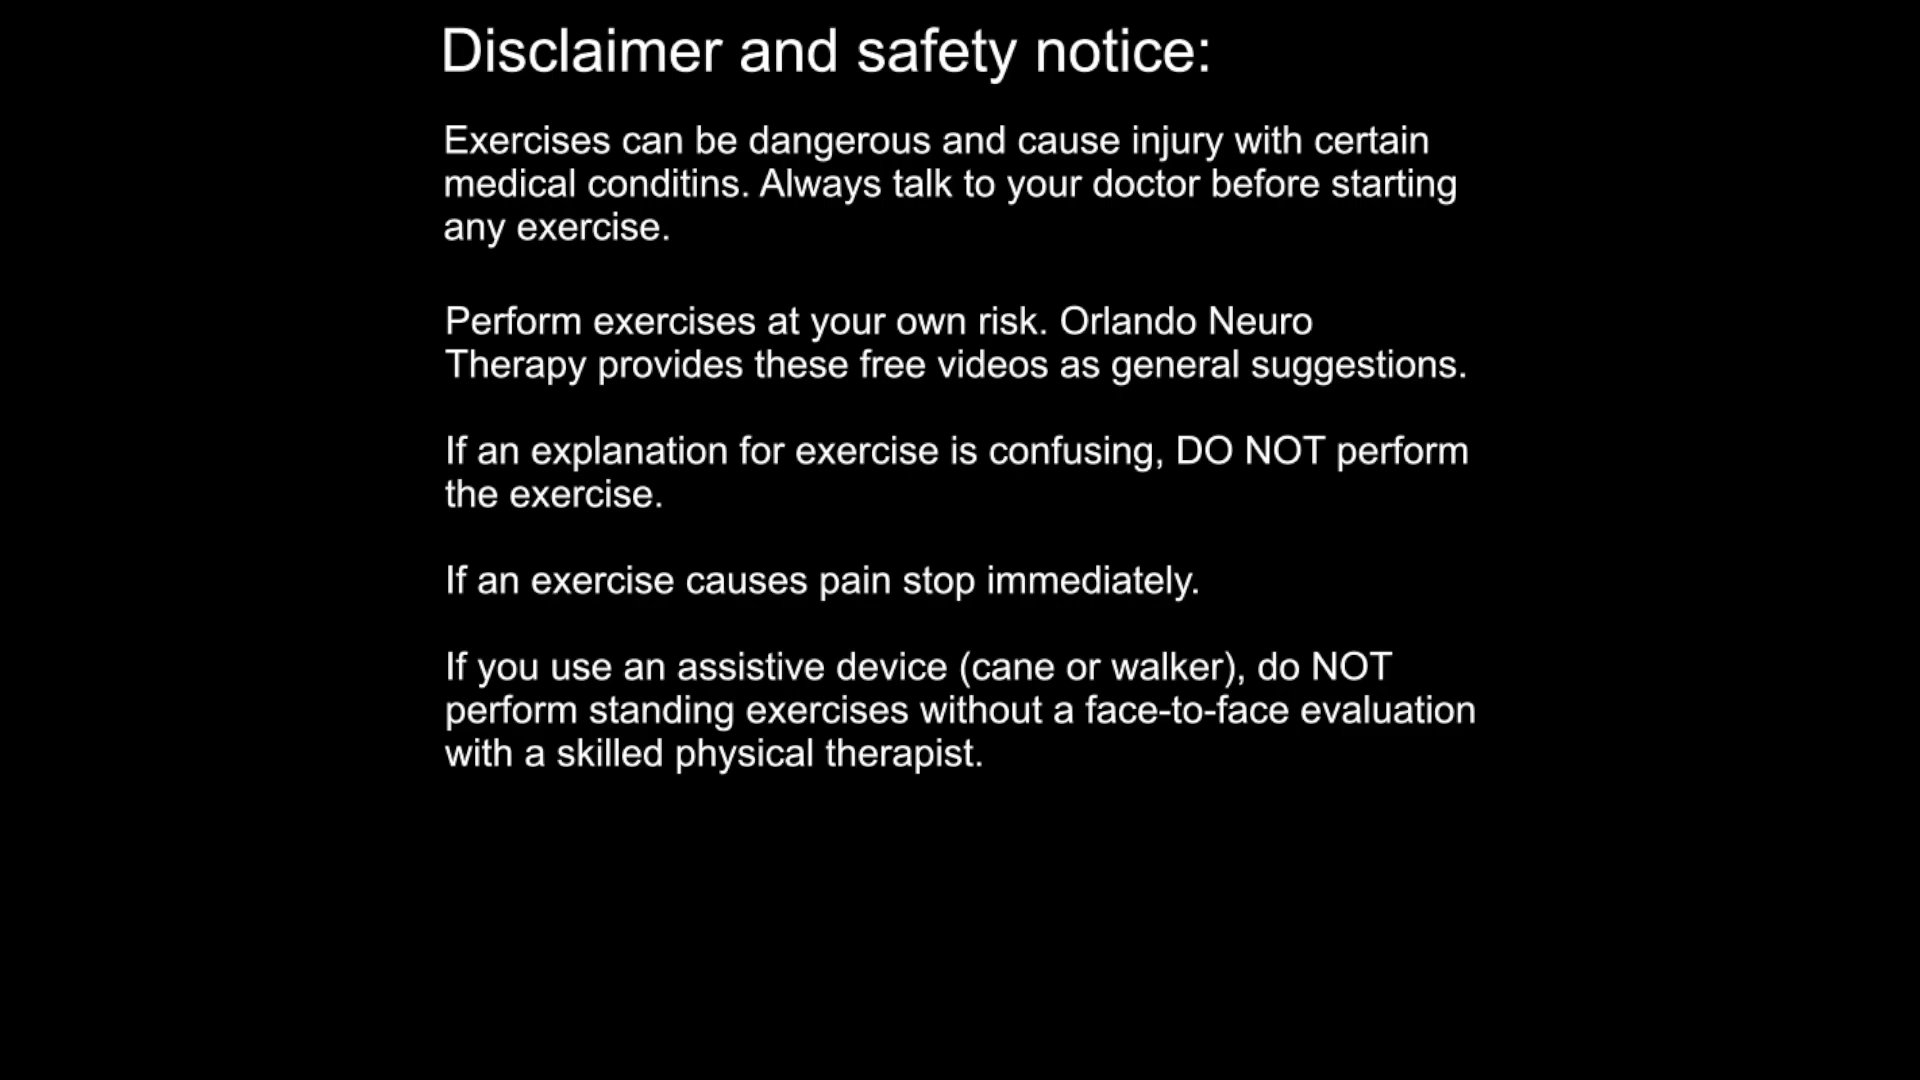 Disclaimer and safety notice:
Exercises can be dangerous and cause injury with certain
medical conditins. Always talk to your doctor before starting
any exercise.
Perform exercises at your own risk. Orlando Neuro
Therapy provides these free videos as general suggestions.
If an explanation for exercise is confusing, DO NOT perform
the exercise.
If an exercise causes pain stop immediately.
If you use an assistive device (cane or walker), do NOT
perform standing exercises without a face-to-face evaluation
with a skilled physical therapist.